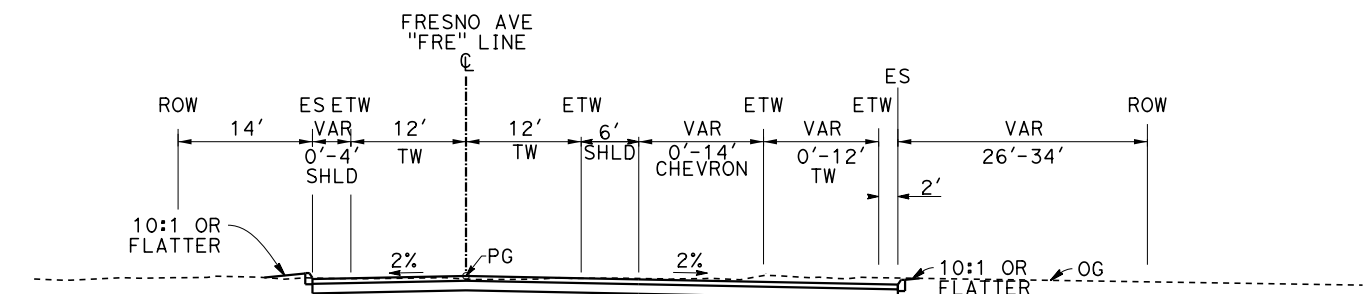 FRESNO AVE
"FRE" LINE
℄
ES
ROW
ES ETW
ETW
ETW
ETW
ROW
14'
VAR
12'
12'
6'
VAR
VAR
VAR
0'-4'
SHLD
TW
TW
SHLD
0'-14'
CHEVRON
0'-12'
TW
26'-34'
2'
10:1 OR
FLATTER
2%
PG
2%
10:1 OR
FLATTER
OG